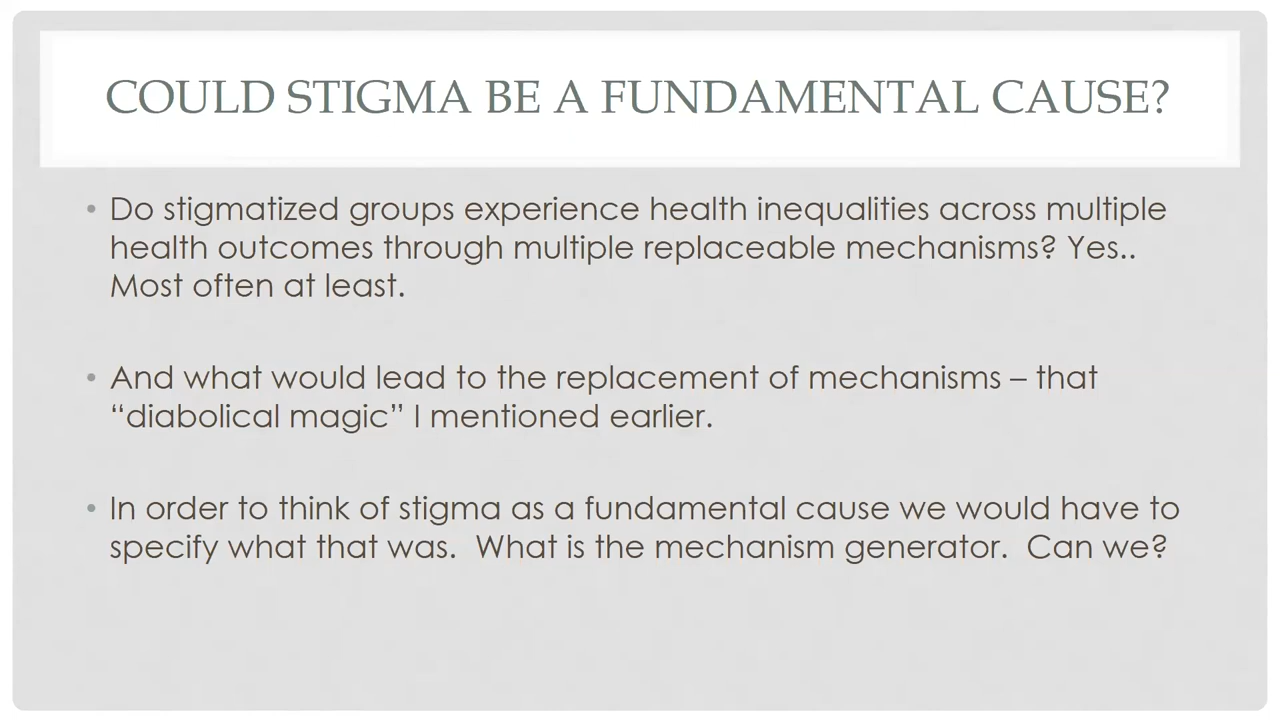 COULD STIGMA BE A FUNDAMENTAL CAUSE?
• Do stigmatized groups experience health inequalities across multiple
health outcomes through multiple replaceable mechanisms? Yes..
Most often at least.
• And what would lead to the replacement of mechanisms – that
“diabolical magic” I mentioned earlier.
• In order to think of stigma as a fundamental cause we would have to
specify what that was.  What is the mechanism generator.  Can we?